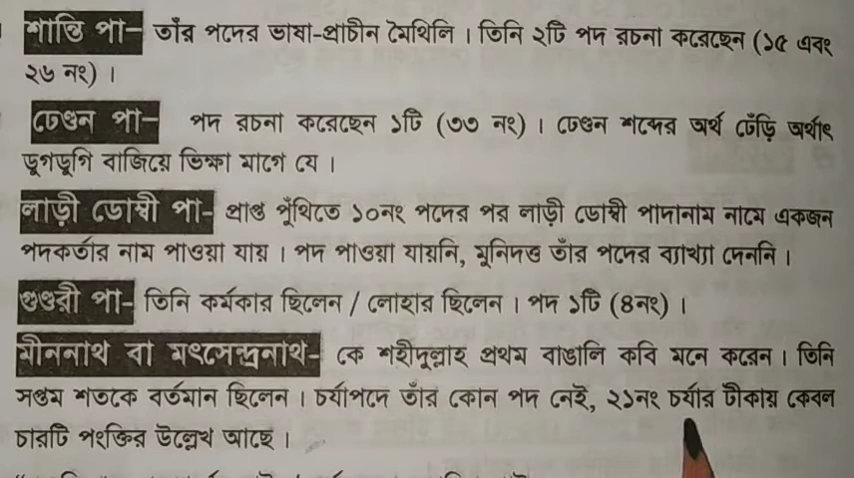 শান্তি পা– তাঁর পদের ভাষা-প্রাচীন মৈথিলি। তিনি ২টি পদ রচনা করেছেন (১৫ এবং
২৬ নং)।
ঢেণ্ডন পা– পদ রচনা করেছেন ১টি (৩৩ নং)। ঢেণ্ডন শব্দের অর্থ ঢেঁড়ি অর্থাৎ
ডুগডুগি বাজিয়ে ভিক্ষা মাগে যে।
লাড়ী ডোম্বী পা- প্রাপ্ত পুঁথিতে ১০নং পদের পর লাড়ী ডোম্বী পাদানাম নামে একজন
পদকর্তার নাম পাওয়া যায়। পদ পাওয়া যায়নি, মুনিদত্ত তাঁর পদের ব্যাখ্যা দেননি।
গুণ্ডরী পা– তিনি কর্মকার ছিলেন / লোহার ছিলেন। পদ ১টি (৪নং)।
মীননাথ বা মৎসেন্দ্রনাথ– কে শহীদুল্লাহ প্রথম বাঙালি কবি মনে করেন। তিনি
সপ্তম শতকে বর্তমান ছিলেন। চর্যাপদে তাঁর কোন পদ নেই, ২১নং চর্যার টীকায় কেবল
চারটি পংক্তির উল্লেখ আছে।